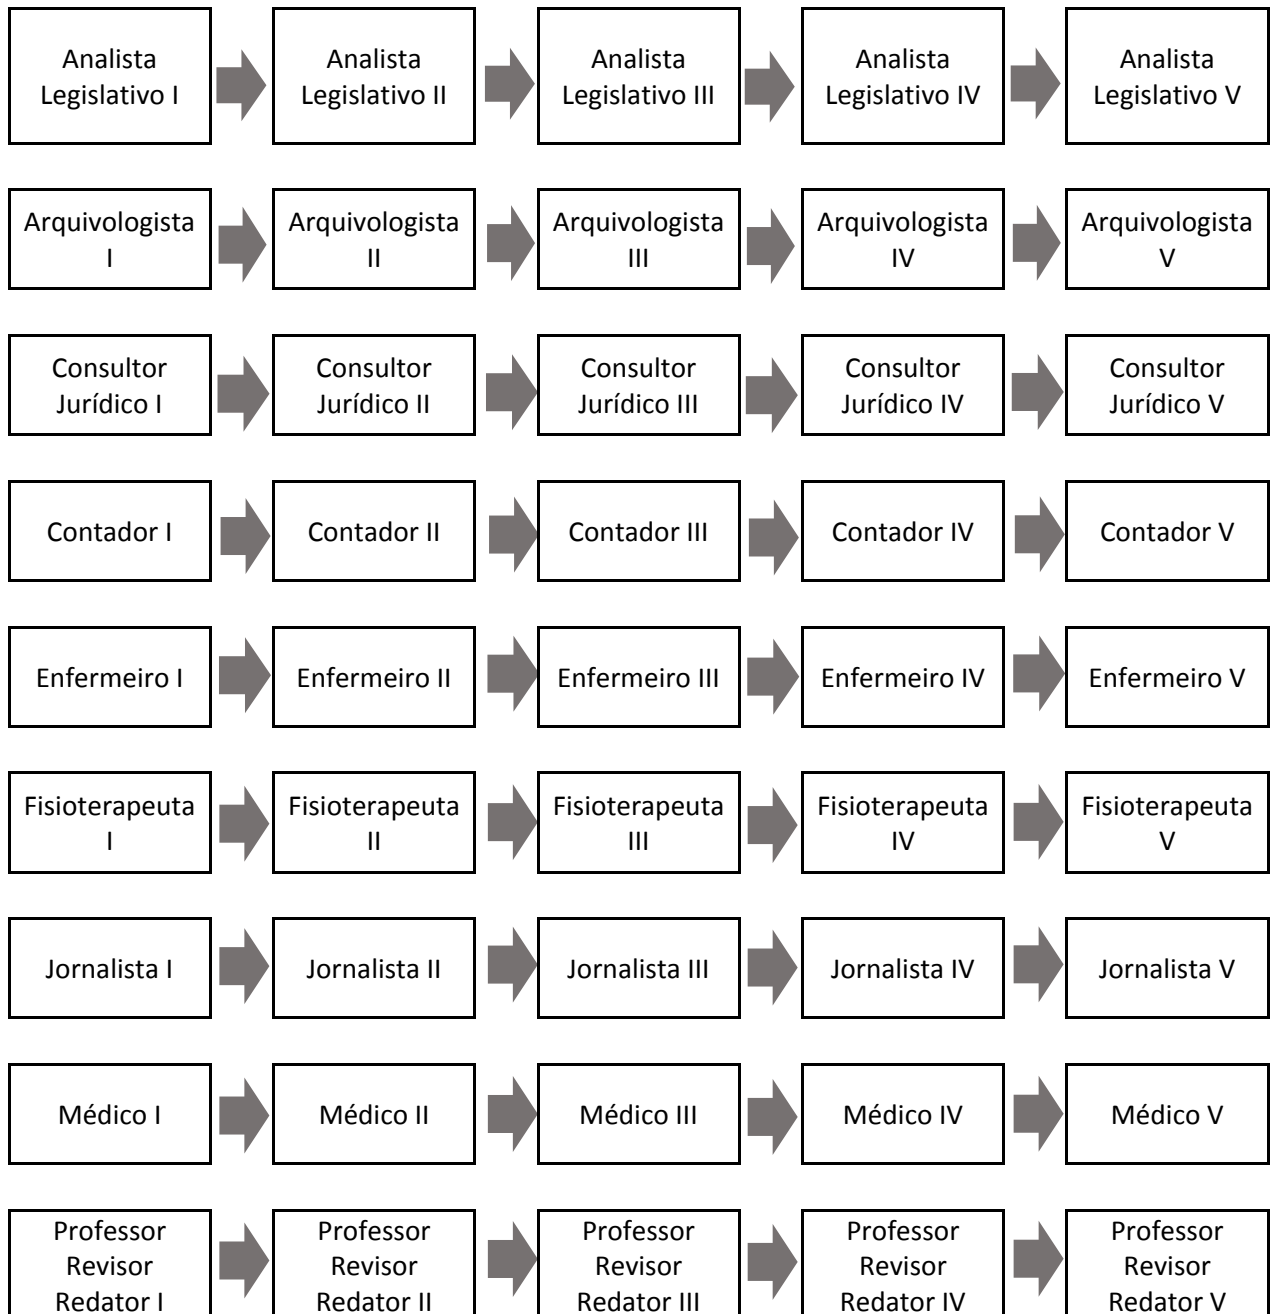 Analista
Legislativo I
Analista
Legislativo II
Analista
Legislativo III
Analista
Legislativo IV
Analista
Legislativo V
Arquivologista
I
Arquivologista
II
Arquivologista
III
Arquivologista
IV
Arquivologista
V
Consultor
Jurídico I
Consultor
Jurídico II
Consultor
Jurídico III
Consultor
Jurídico IV
Consultor
Jurídico V
Contador I
Contador II
Contador III
Contador IV
Contador V
Enfermeiro I
Enfermeiro II
Enfermeiro III
Enfermeiro IV
Enfermeiro V
Fisioterapeuta
I
Fisioterapeuta
II
Fisioterapeuta
III
Fisioterapeuta
IV
Fisioterapeuta
V
Jornalista I
Jornalista II
Jornalista III
Jornalista IV
Jornalista V
Médico I
Médico II
Médico III
Médico IV
Médico V
Professor
Revisor
Redator I
Professor
Revisor
Redator II
Professor
Revisor
Redator III
Professor
Revisor
Redator IV
Professor
Revisor
Redator V